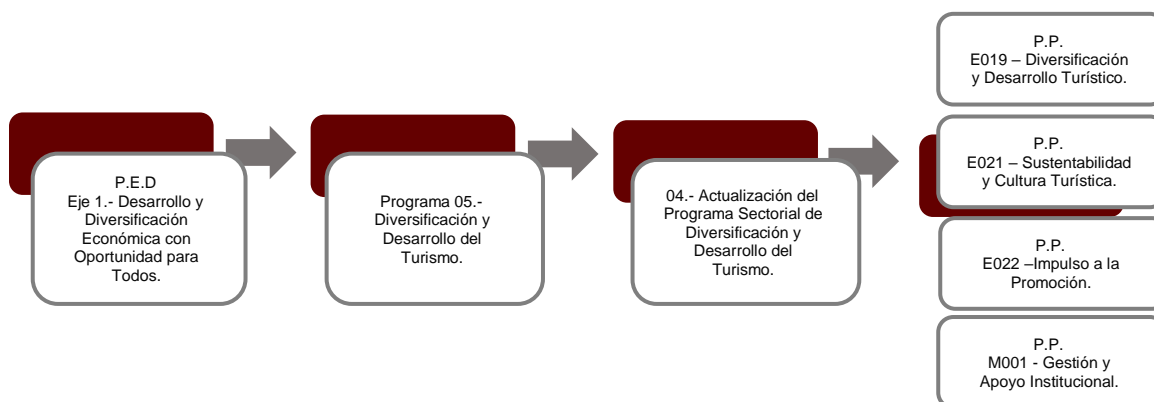 P.E.D
Eje 1.- Desarrollo y
Diversificación
Económica con
Oportunidad para
Todos.
Programa 05.-
Diversificación y
Desarrollo del
Turismo.
04.- Actualización del
Programa Sectorial de
Diversificación y
Desarrollo del
Turismo.
P.P.
E019 – Diversificación
y Desarrollo Turístico.
P.P.
E021 – Sustentabilidad
y Cultura Turística.
P.P.
E022 –Impulso a la
Promoción.
P.P.
M001 - Gestión y
Apoyo Institucional.